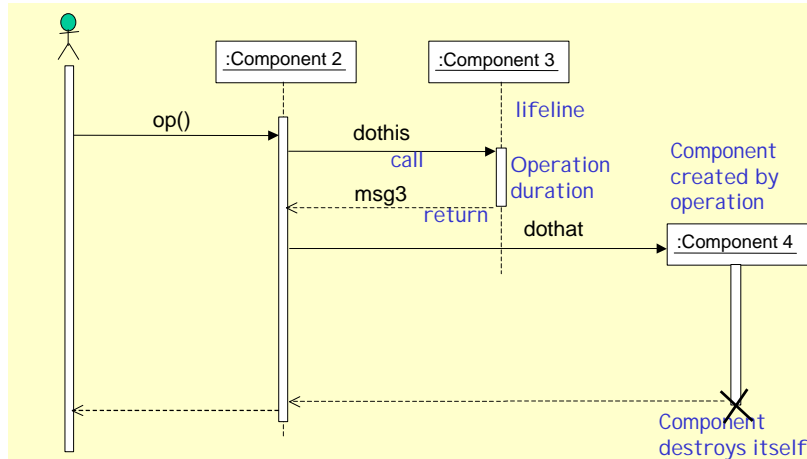 :Component 2
:Component 3
lifeline
op()
dothis
call
Operation
duration
Component
created by
operation
msg3
return
dothat
:Component 4
Component
destroys itself